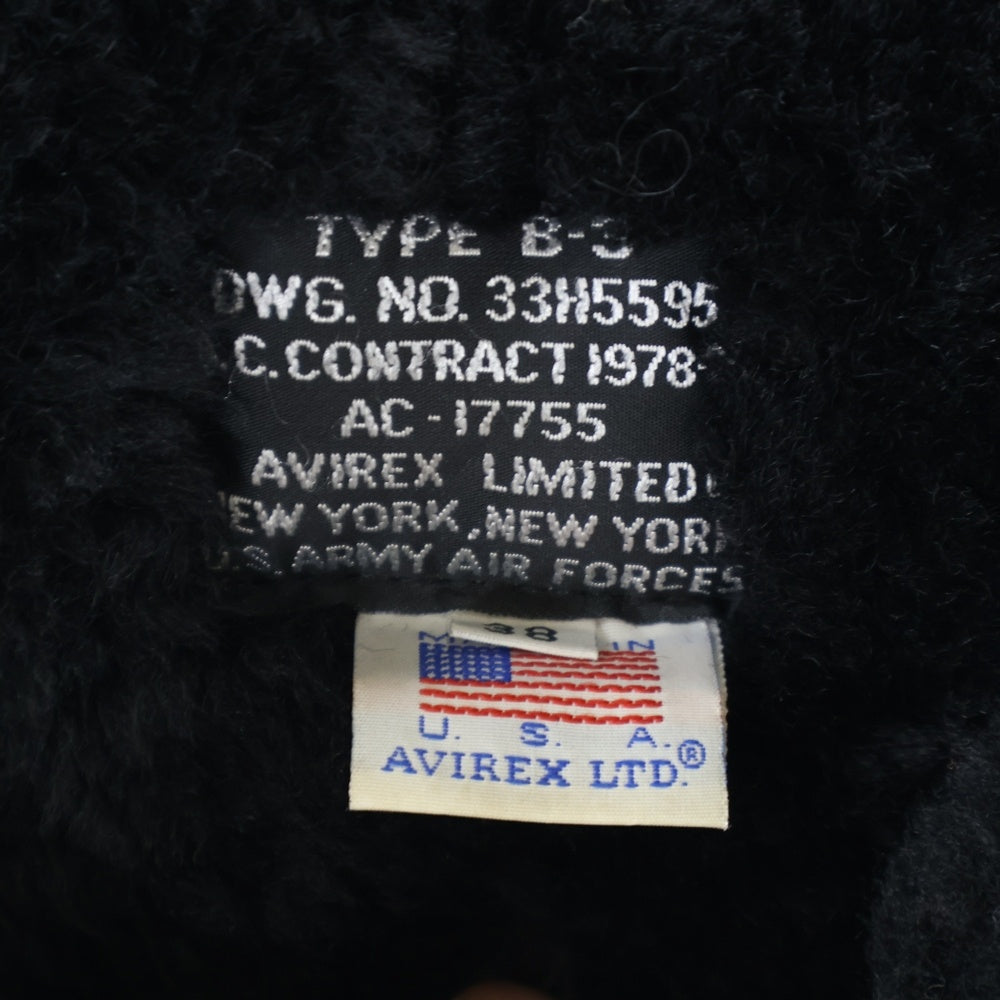 TYPE B-3
DWG. NO. 33H5595
.C. CONTRACT 1978-
AC-17755
AVIREX LIMITED
EW YORK, NEW YOR
U.S. ARMY AIR FORCES
38
IN
U. S. A.
AVIREX LTD.®